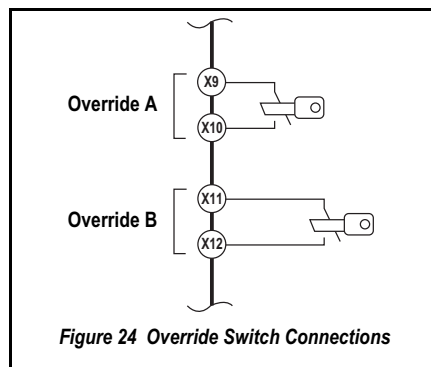 X9
Override A
X10
X11
Override B
X12
Figure 24 Override Switch Connections